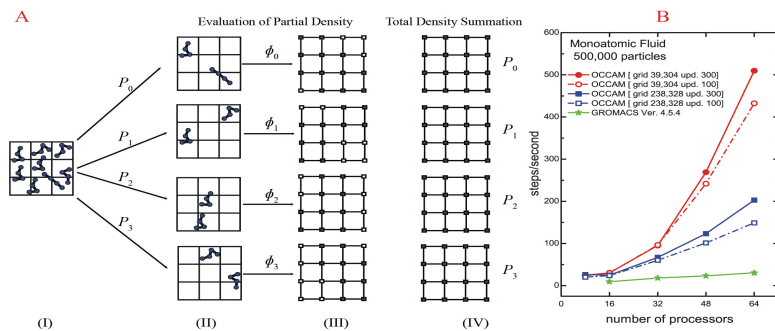 A
Evaluation of Partial Density
Total Density Summation
B
P0
ϕ0
P0
P1
ϕ1
P1
P2
ϕ2
P2
P3
ϕ3
P3
(I)
(II)
(III)
(IV)
Monoatomic Fluid
500,000 particles
OCCAM [ grid 39,304 upd. 300]
OCCAM [ grid 39,304 upd. 100]
OCCAM [ grid 238,328 upd. 300]
OCCAM [ grid 238,328 upd. 100]
GROMACS Ver. 4.5.4
steps/second
600
500
400
300
200
100
0
16
32
48
64
number of processors